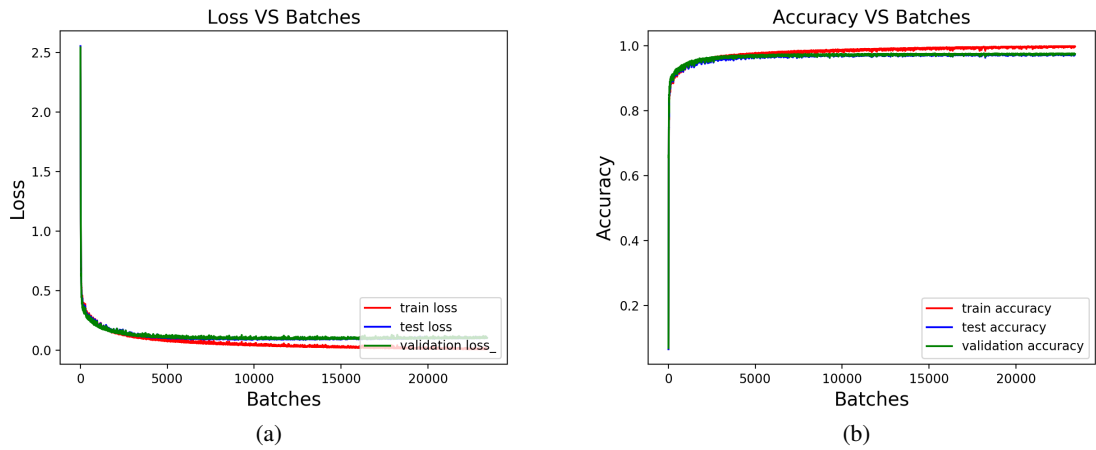 Loss VS Batches
2.5
2.0
1.5
1.0
0.5
0.0
Loss
train loss
test loss
validation loss_
0
5000
10000
15000
20000
Batches
(a)
Accuracy VS Batches
1.0
0.8
0.6
0.4
0.2
Accuracy
train accuracy
test accuracy
validation accuracy
0
5000
10000
15000
20000
Batches
(b)